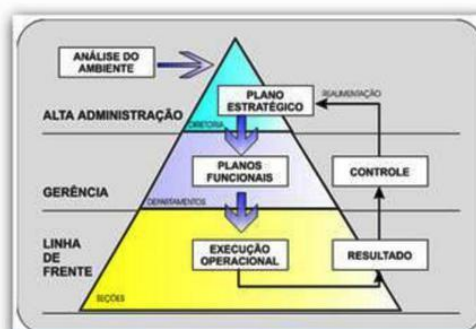 ANÁLISE DO
AMBIENTE
PLANO
ESTRATÉGICO
REALIMENTAÇÃO
ALTA ADMINISTRAÇÃO
DIRETORIA
PLANOS
FUNCIONAIS
CONTROLE
GERÊNCIA
DEPARTAMENTOS
LINHA
DE
FRENTE
EXECUÇÃO
OPERACIONAL
RESULTADO
SEÇÕES